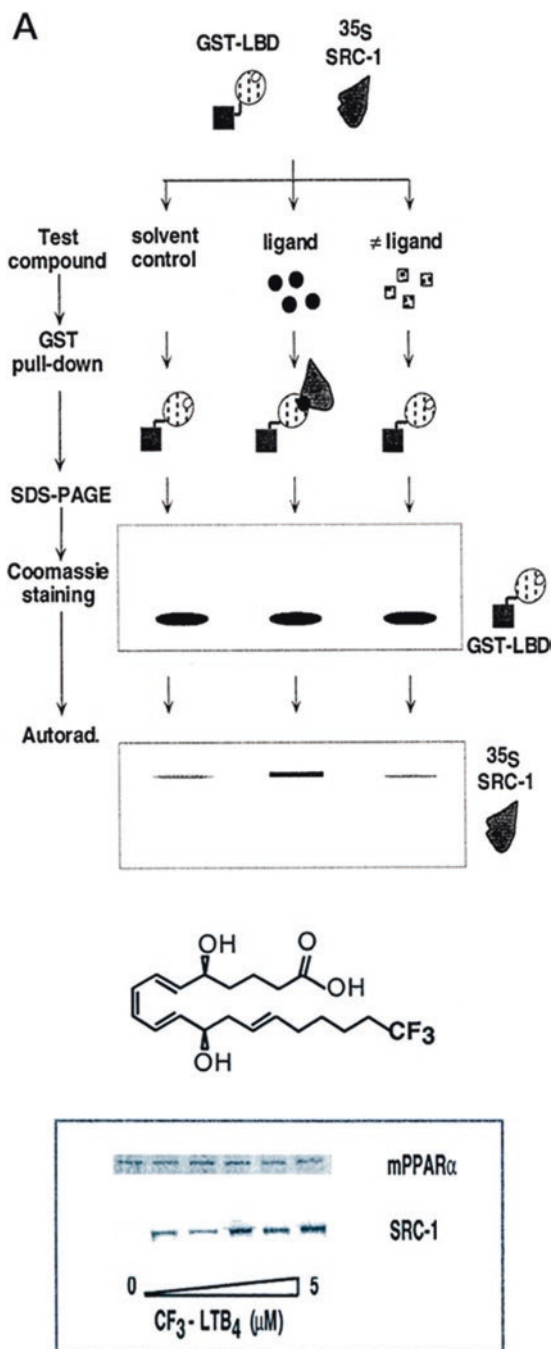 A
GST-LBD
35S
SRC-1
Test
compound
solvent
control
ligand
≠ ligand
GST
pull-down
SDS-PAGE
Coomassie
staining
GST-LBD
Autorad.
35S
SRC-1
OH
O
OH
CF3
OH
mPPARα
SRC-1
0
5
CF3 - LTB4 (μM)